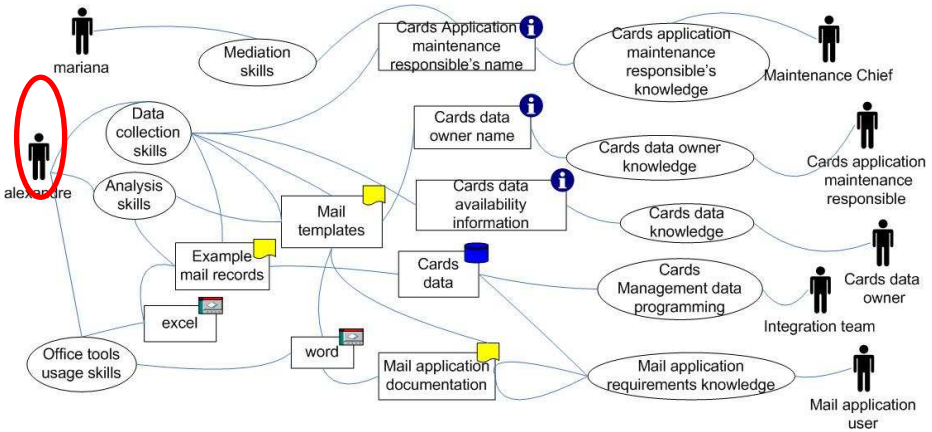 mariana
Mediation
skills
Cards Application
maintenance
responsible's name
i
Cards application
maintenance
responsible's
knowledge
Maintenance Chief
alexandre
Data
collection
skills
Cards data
owner name
i
Cards data owner
knowledge
Cards application
maintenance
responsible
Analysis
skills
Mail
templates
Cards data
availability
information
i
Cards data
knowledge
Cards data
owner
Example
mail records
Cards
data
Cards
Management data
programming
Integration team
excel
Office tools
usage skills
word
Mail application
documentation
Mail application
requirements knowledge
Mail application
user